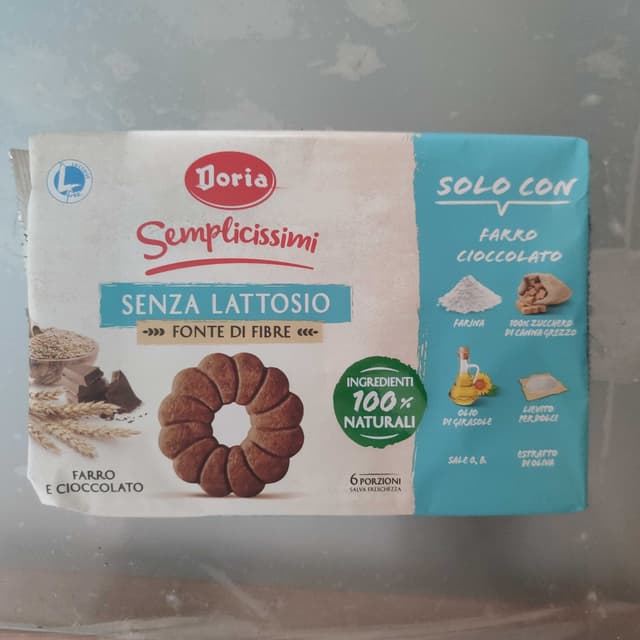 Doria
Semplicissimi
SENZA LATTOSIO
FONTE DI FIBRE
INGREDIENTI
100%
NATURALI
FARRO
E CIOCCOLATO
6 PORZIONI
SALVA FRESCHEZZA
SOLO CON
FARRO
CIOCCOLATO
FARINA
100% ZUCCHERO
DI CANNA GREZZO
OLIO
DI GIRASOLE
LIEVITO
PER DOLCI
SALE Q. B.
ESTRATTO
DI OLIVA